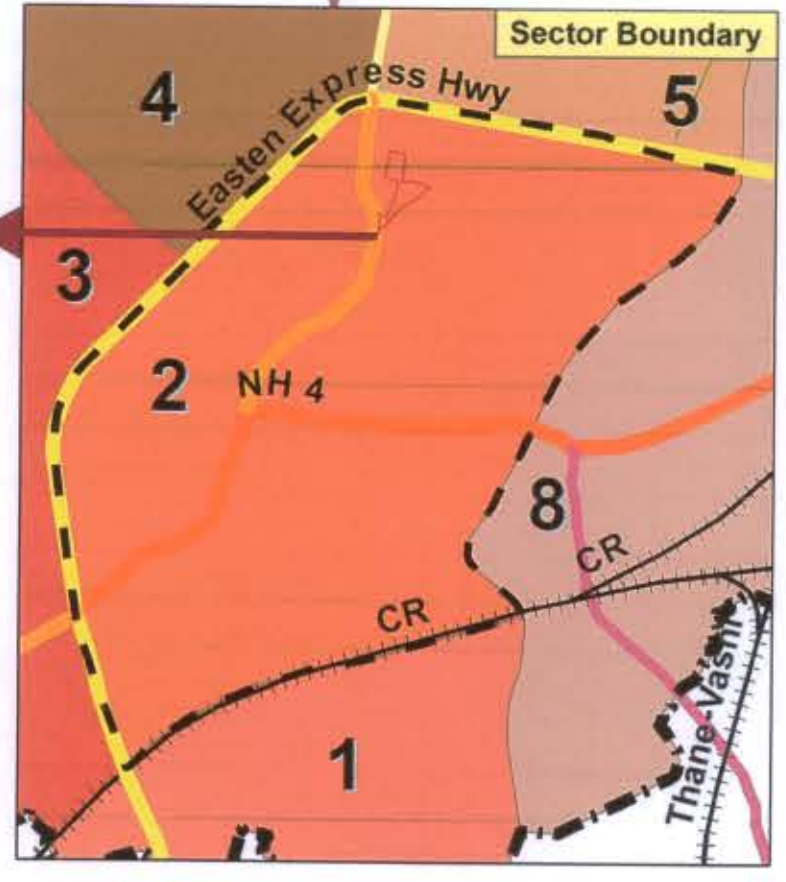 Sector Boundary
4
Easten Express Hwy
5
3
2
NH 4
8
CR
CR
1
Thane-Vashi